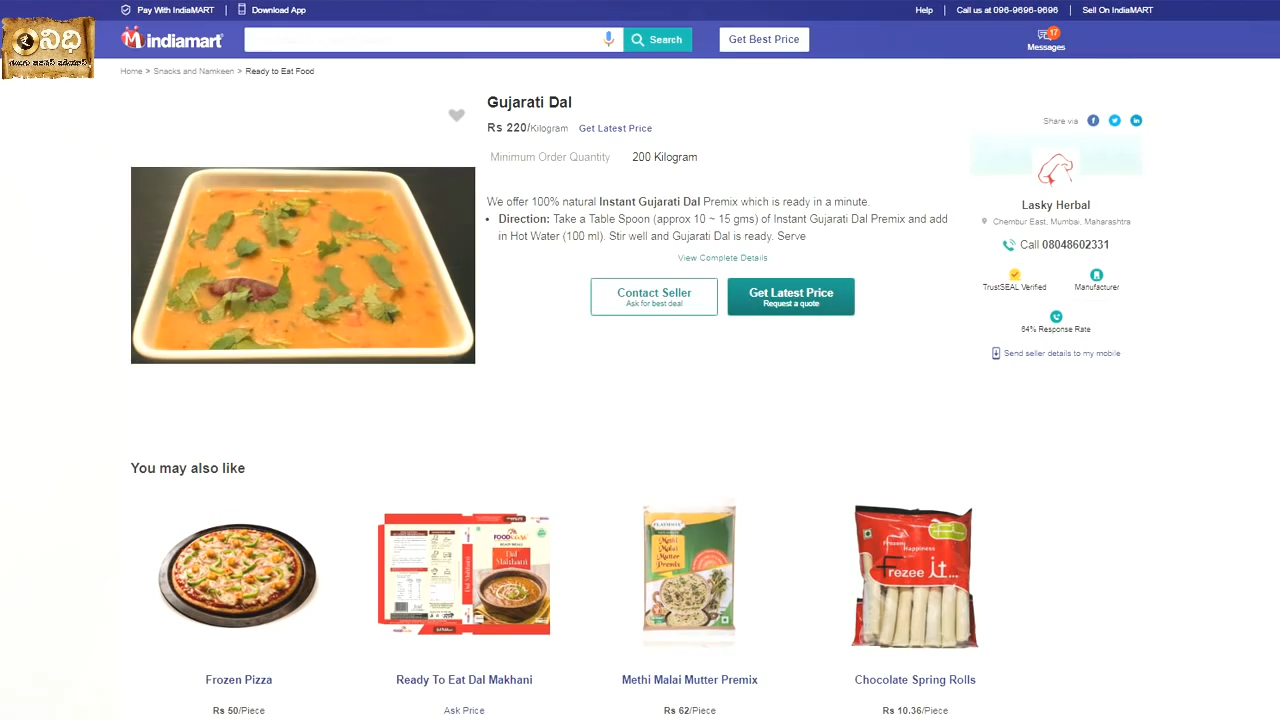 Pay With IndiaMART | Download App
Help | Call us at 096-9696-9696 | Sell On IndiaMART
ನಿಧಿ
indiamart
Search
Get Best Price
17
Messages
Home > Snacks and Namkeen > Ready to Eat Food
Gujarati Dal
Rs 220/Kilogram Get Latest Price
Minimum Order Quantity 200 Kilogram
We offer 100% natural Instant Gujarati Dal Premix which is ready in a minute.
• Direction: Take a Table Spoon (approx 10 ~ 15 gms) of Instant Gujarati Dal Premix and add
in Hot Water (100 ml). Stir well and Gujarati Dal is ready. Serve
View Complete Details
Contact Seller
Ask for best deal
Get Latest Price
Request a quote
Share via
Lasky Herbal
Chembur East, Mumbai, Maharashtra
Call 08048602331
TrustSEAL Verified
Manufacturer
64% Response Rate
Send seller details to my mobile
You may also like
Dal Makhani
Methi
Malai
Mutter
Premix
Frozen Happiness
Frezee it...
Frozen Pizza
Rs 50/Piece
Ready To Eat Dal Makhani
Ask Price
Methi Malai Mutter Premix
Rs 62/Piece
Chocolate Spring Rolls
Rs 10.36/Piece